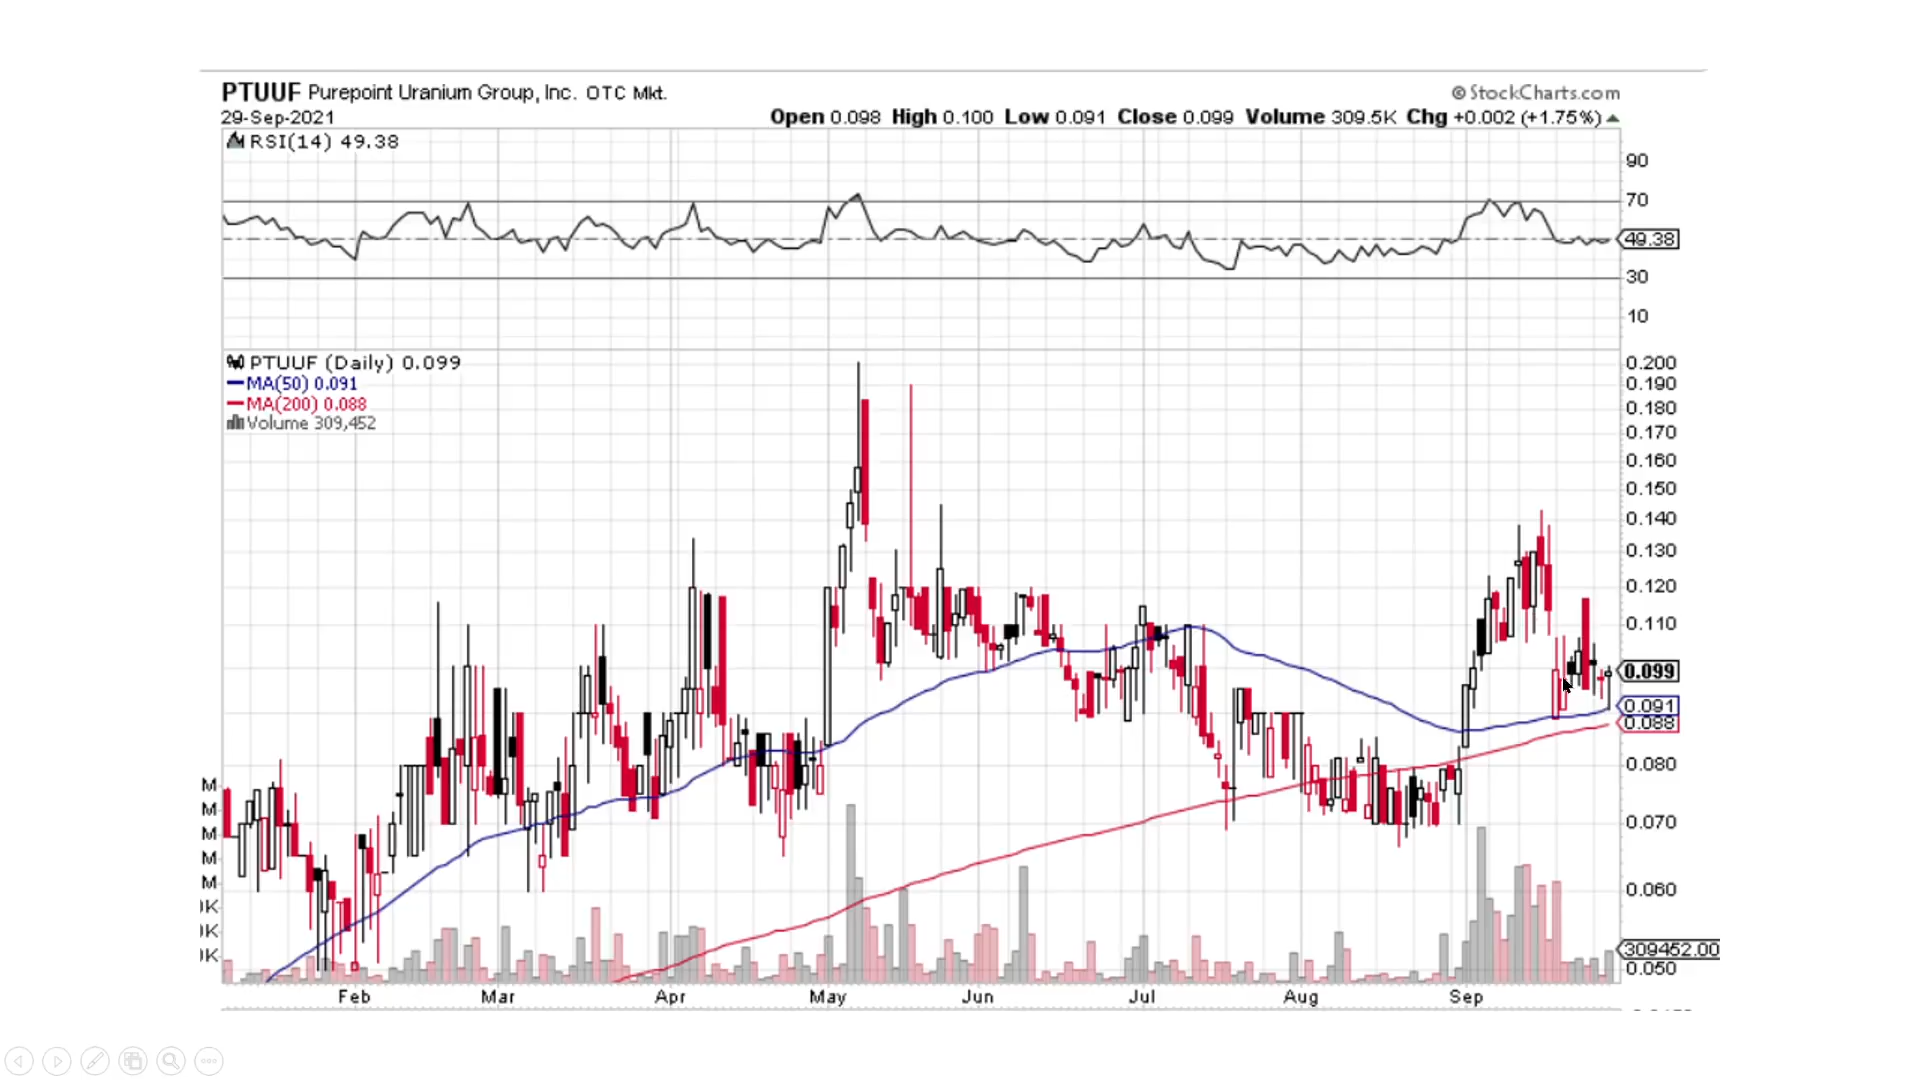 PTUUF Purepoint Uranium Group, Inc. OTC Mkt.
© StockCharts.com
29-Sep-2021
Open 0.098 High 0.100 Low 0.091 Close 0.099 Volume 309.5K Chg +0.002 (+1.75%)
RSI(14) 49.38
90
70
49.38
30
10
PTUUF (Daily) 0.099
MA(50) 0.091
MA(200) 0.088
Volume 309,452
0.200
0.190
0.180
0.170
0.160
0.150
0.140
0.130
0.120
0.110
0.099
0.091
0.088
0.080
0.070
0.060
309452.00
0.050
M
M
M
M
M
K
K
K
Feb Mar Apr May Jun Jul Aug Sep